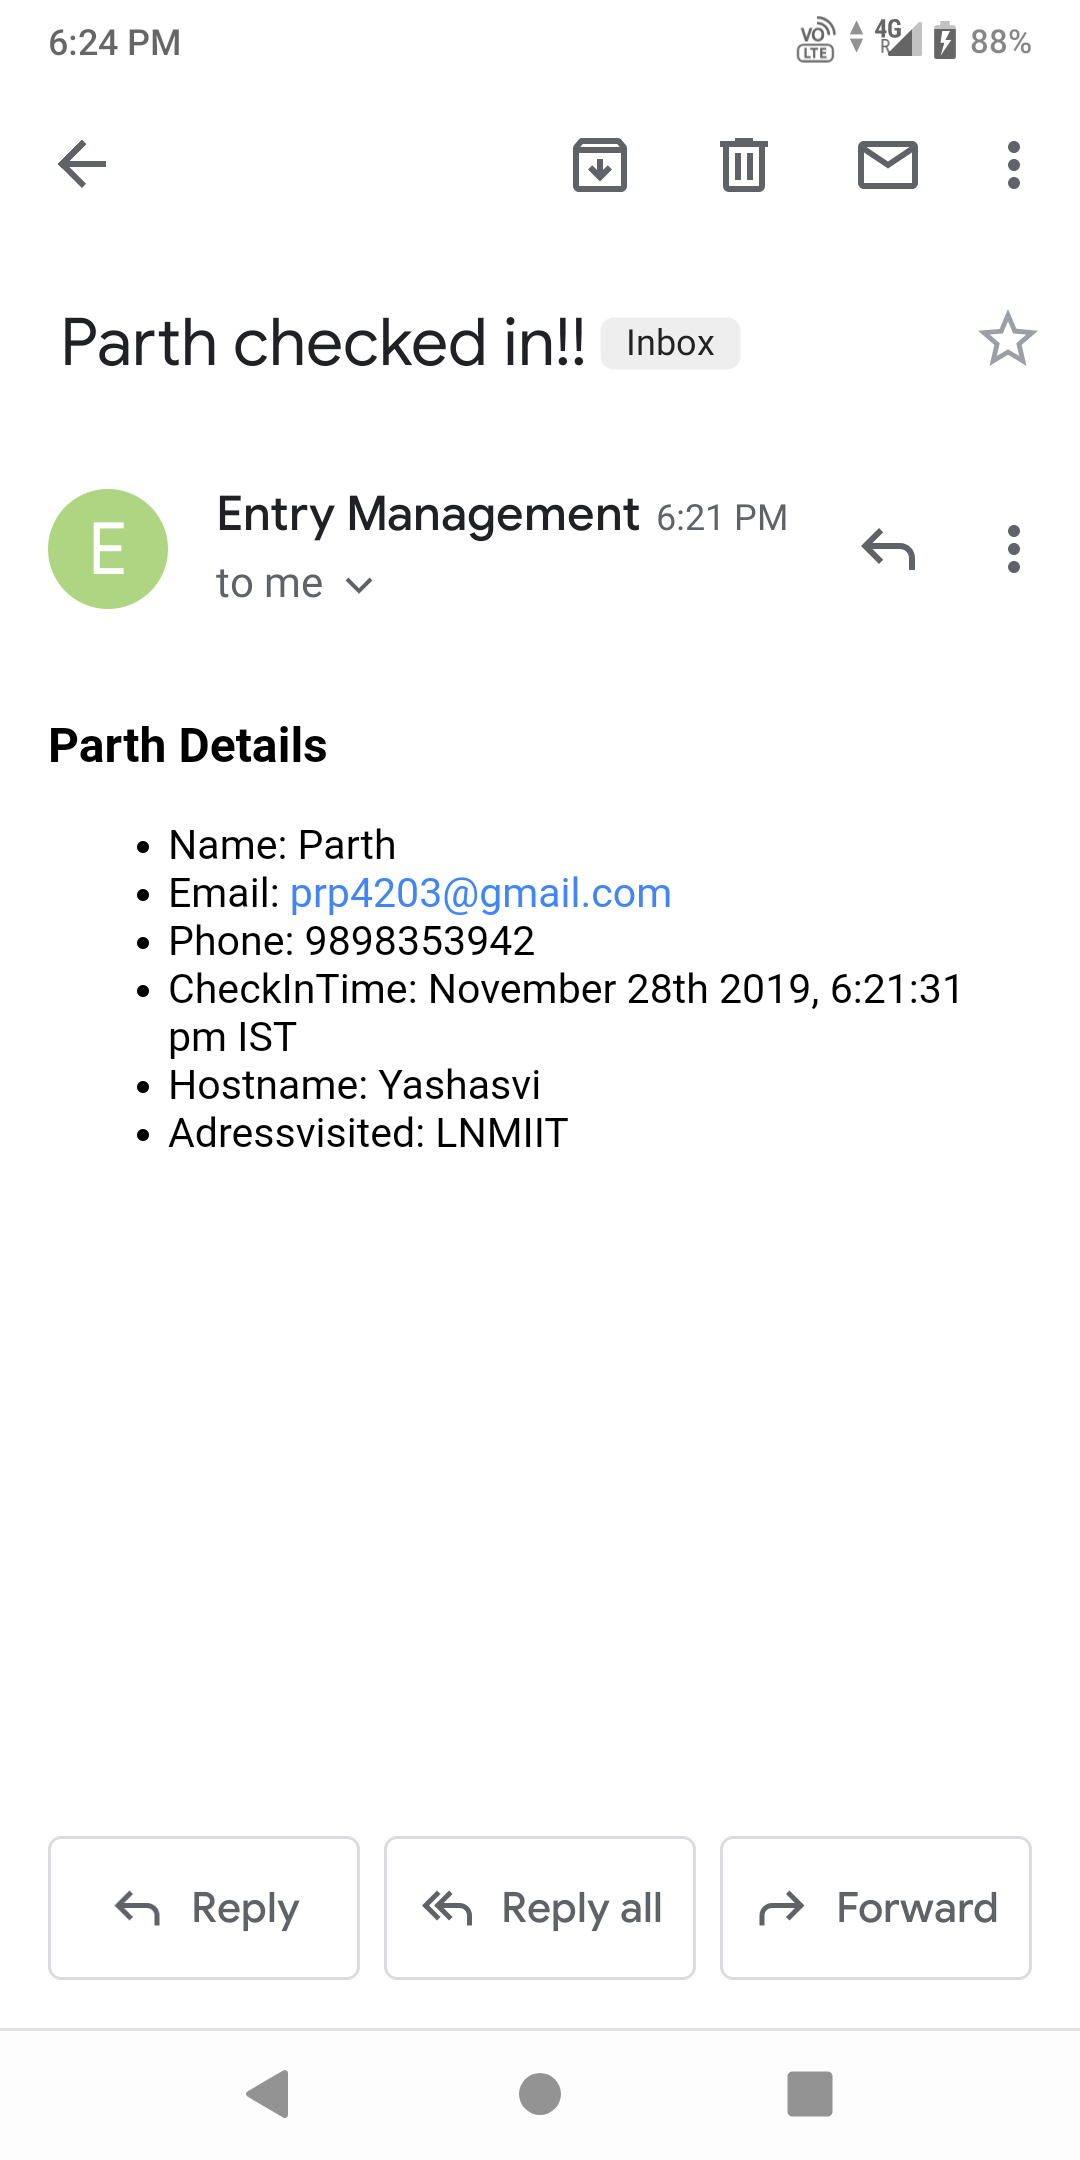 6:24 PM
VO LTE 4G R 88%
Parth checked in!! Inbox
E
Entry Management 6:21 PM
to me
Parth Details
• Name: Parth
• Email: prp4203@gmail.com
• Phone: 9898353942
• CheckInTime: November 28th 2019, 6:21:31
pm IST
• Hostname: Yashasvi
• Adressvisited: LNMIIT
Reply Reply all Forward